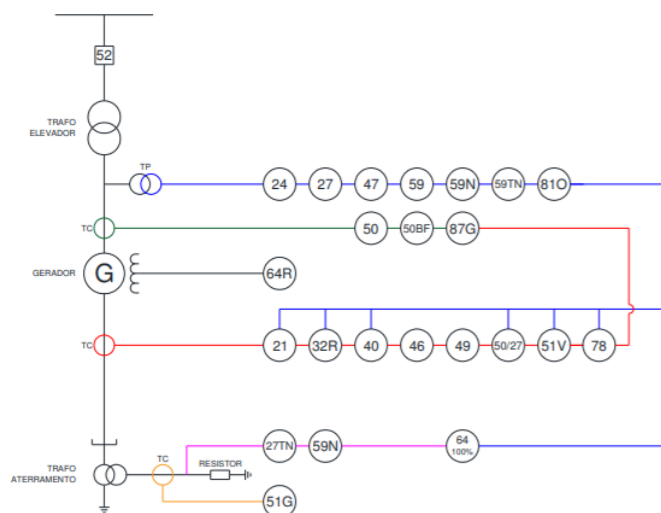 52
TRAFO
ELEVADOR
TP
24 27 47 59 59N 59TN 81O
TC
50 50BF 87G
GERADOR
G
64R
TC
21 32R 40 46 49 50/27 51V 78
27TN 59N 64
100%
TRAFO
ATERRAMENTO
TC
RESISTOR
51G